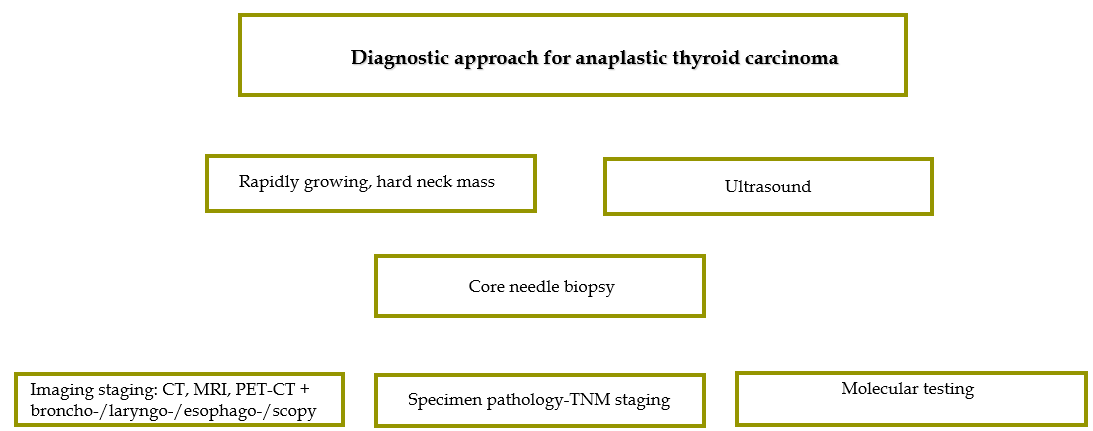 Diagnostic approach for anaplastic thyroid carcinoma
Rapidly growing, hard neck mass
Ultrasound
Core needle biopsy
Imaging staging: CT, MRI, PET-CT +
broncho-/laryngo-/esophago-/scopy
Specimen pathology-TNM staging
Molecular testing